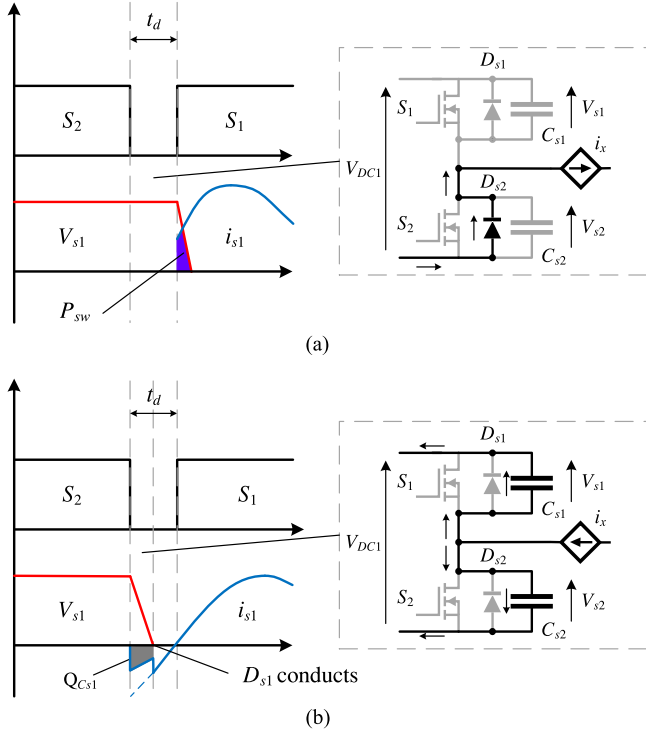 t_d
S_2
S_1
V_s1
i_s1
P_sw
V_DC1
D_s1
S_1
C_s1
V_s1
i_x
D_s2
S_2
C_s2
V_s2
(a)
t_d
S_2
S_1
V_s1
i_s1
Q_Cs1
D_s1 conducts
V_DC1
D_s1
S_1
C_s1
V_s1
i_x
D_s2
S_2
C_s2
V_s2
(b)